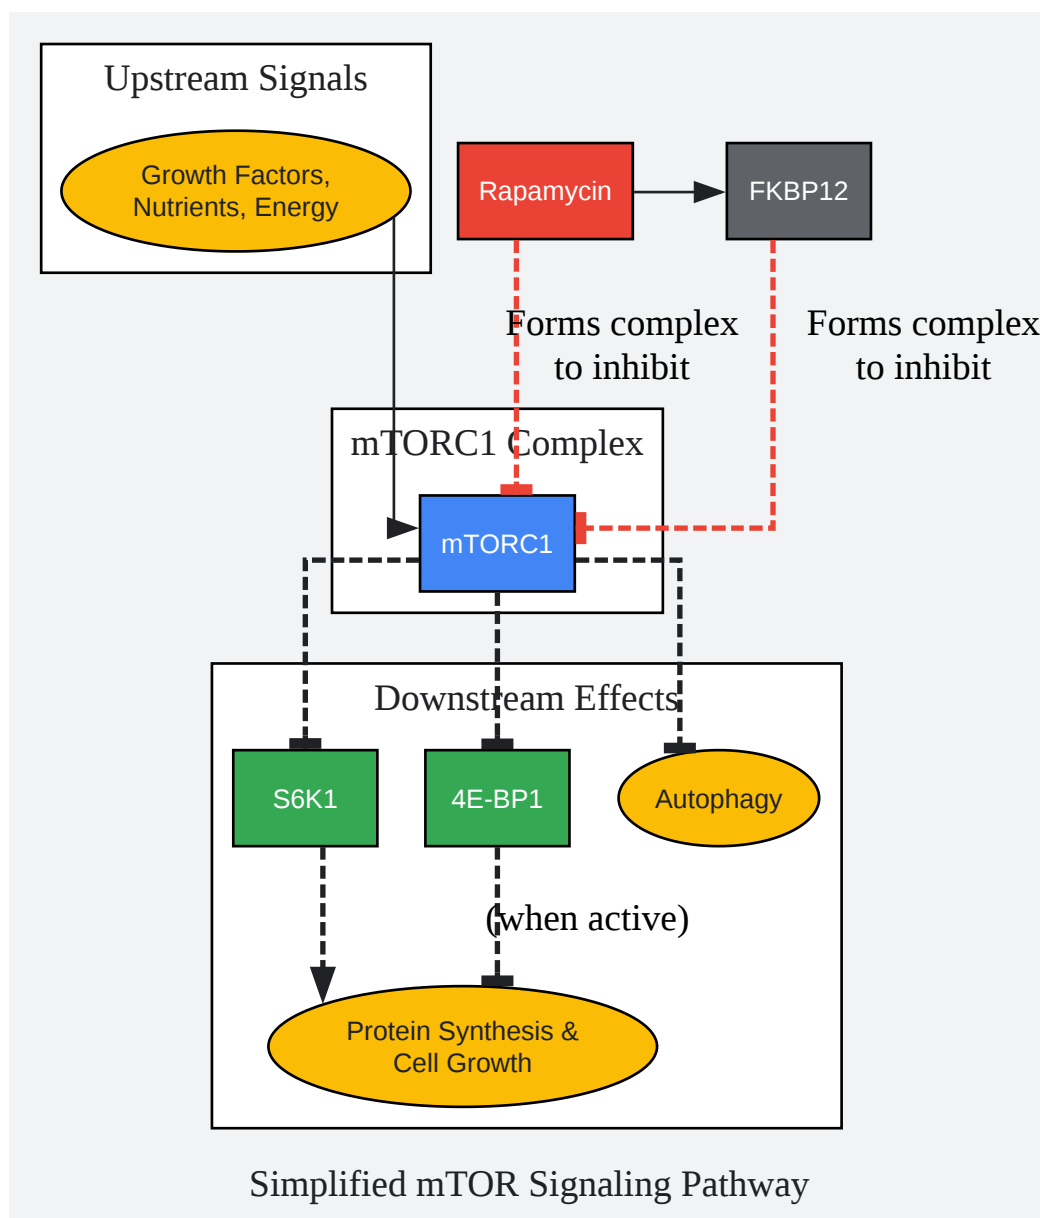 Upstream Signals
Growth Factors,
Nutrients, Energy
Rapamycin
FKBP12
Forms complex
to inhibit
Forms complex
to inhibit
mTORC1 Complex
mTORC1
Downstream Effects
S6K1
4E-BP1
Autophagy
(when active)
Protein Synthesis &
Cell Growth
Simplified mTOR Signaling Pathway